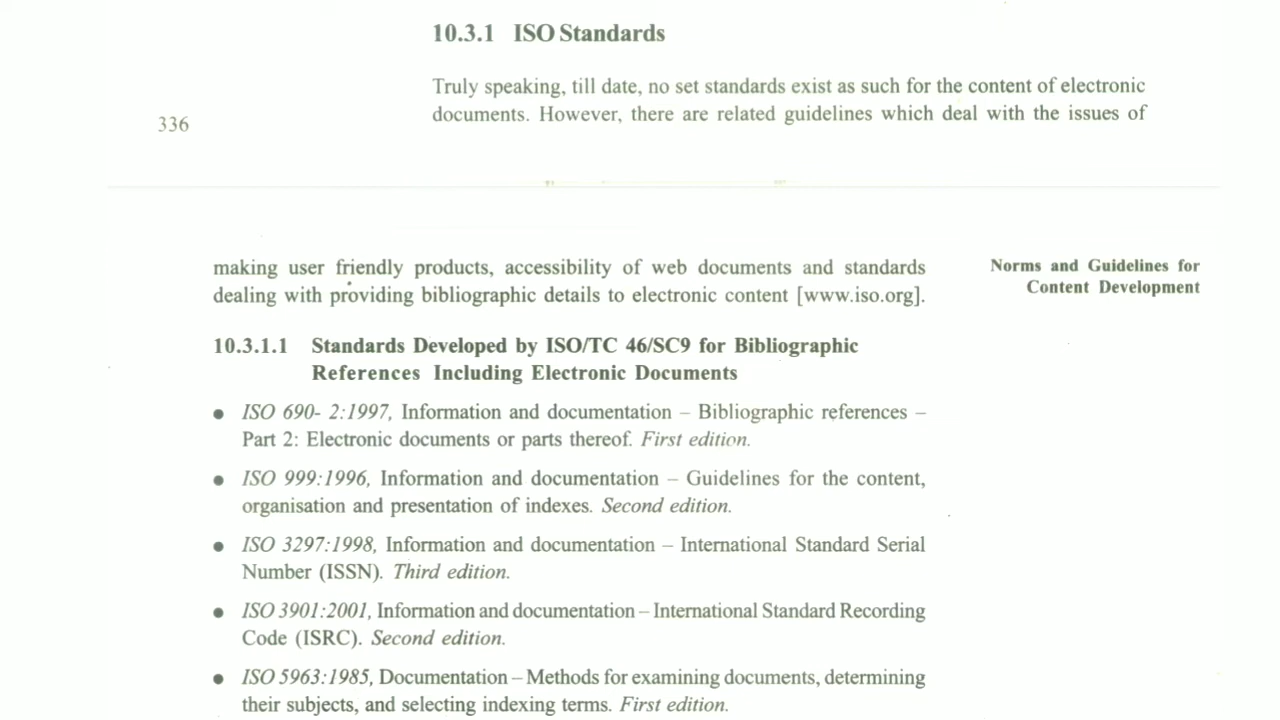 10.3.1 ISO Standards
Truly speaking, till date, no set standards exist as such for the content of electronic
documents. However, there are related guidelines which deal with the issues of
336
making user friendly products, accessibility of web documents and standards
dealing with providing bibliographic details to electronic content [www.iso.org].
Norms and Guidelines for
Content Development
10.3.1.1 Standards Developed by ISO/TC 46/SC9 for Bibliographic
References Including Electronic Documents
● ISO 690- 2:1997, Information and documentation – Bibliographic references –
Part 2: Electronic documents or parts thereof. First edition.
● ISO 999:1996, Information and documentation – Guidelines for the content,
organisation and presentation of indexes. Second edition.
● ISO 3297:1998, Information and documentation – International Standard Serial
Number (ISSN). Third edition.
● ISO 3901:2001, Information and documentation – International Standard Recording
Code (ISRC). Second edition.
● ISO 5963:1985, Documentation – Methods for examining documents, determining
their subjects, and selecting indexing terms. First edition.